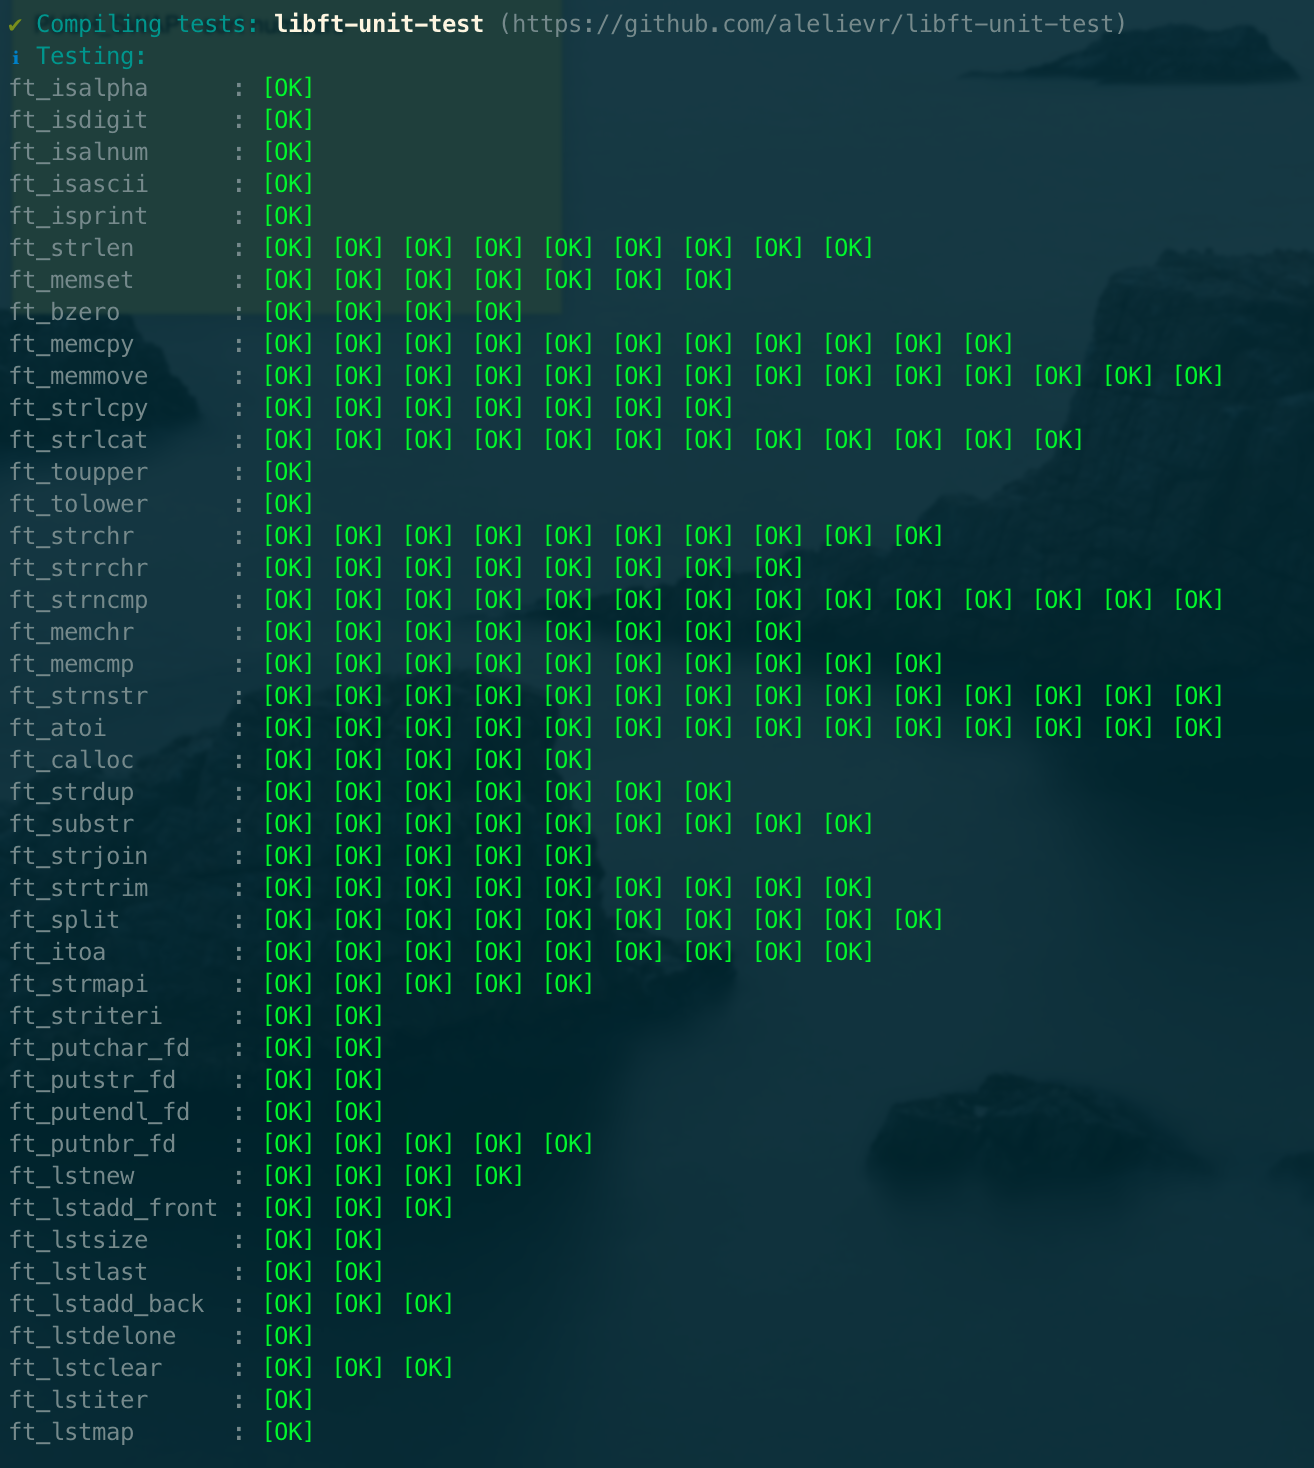 ✔ Compiling tests: libft-unit-test (https://github.com/alelievr/libft-unit-test)
ℹ Testing:
ft_isalpha      : [OK]
ft_isdigit      : [OK]
ft_isalnum      : [OK]
ft_isascii      : [OK]
ft_isprint      : [OK]
ft_strlen       : [OK] [OK] [OK] [OK] [OK] [OK] [OK] [OK] [OK]
ft_memset       : [OK] [OK] [OK] [OK] [OK] [OK] [OK]
ft_bzero        : [OK] [OK] [OK] [OK]
ft_memcpy       : [OK] [OK] [OK] [OK] [OK] [OK] [OK] [OK] [OK] [OK] [OK]
ft_memmove      : [OK] [OK] [OK] [OK] [OK] [OK] [OK] [OK] [OK] [OK] [OK] [OK] [OK] [OK]
ft_strlcpy      : [OK] [OK] [OK] [OK] [OK] [OK] [OK]
ft_strlcat      : [OK] [OK] [OK] [OK] [OK] [OK] [OK] [OK] [OK] [OK] [OK] [OK]
ft_toupper      : [OK]
ft_tolower      : [OK]
ft_strchr       : [OK] [OK] [OK] [OK] [OK] [OK] [OK] [OK] [OK] [OK]
ft_strrchr      : [OK] [OK] [OK] [OK] [OK] [OK] [OK] [OK]
ft_strncmp      : [OK] [OK] [OK] [OK] [OK] [OK] [OK] [OK] [OK] [OK] [OK] [OK] [OK] [OK]
ft_memchr       : [OK] [OK] [OK] [OK] [OK] [OK] [OK] [OK]
ft_memcmp       : [OK] [OK] [OK] [OK] [OK] [OK] [OK] [OK] [OK] [OK]
ft_strnstr      : [OK] [OK] [OK] [OK] [OK] [OK] [OK] [OK] [OK] [OK] [OK] [OK] [OK] [OK]
ft_atoi         : [OK] [OK] [OK] [OK] [OK] [OK] [OK] [OK] [OK] [OK] [OK] [OK] [OK] [OK]
ft_calloc       : [OK] [OK] [OK] [OK] [OK]
ft_strdup       : [OK] [OK] [OK] [OK] [OK] [OK] [OK]
ft_substr       : [OK] [OK] [OK] [OK] [OK] [OK] [OK] [OK] [OK]
ft_strjoin      : [OK] [OK] [OK] [OK] [OK]
ft_strtrim      : [OK] [OK] [OK] [OK] [OK] [OK] [OK] [OK] [OK]
ft_split        : [OK] [OK] [OK] [OK] [OK] [OK] [OK] [OK] [OK] [OK]
ft_itoa         : [OK] [OK] [OK] [OK] [OK] [OK] [OK] [OK] [OK]
ft_strmapi      : [OK] [OK] [OK] [OK] [OK]
ft_striteri     : [OK] [OK]
ft_putchar_fd   : [OK] [OK]
ft_putstr_fd    : [OK] [OK]
ft_putendl_fd   : [OK] [OK]
ft_putnbr_fd    : [OK] [OK] [OK] [OK] [OK]
ft_lstnew       : [OK] [OK] [OK] [OK]
ft_lstadd_front : [OK] [OK] [OK]
ft_lstsize      : [OK] [OK]
ft_lstlast      : [OK] [OK]
ft_lstadd_back  : [OK] [OK] [OK]
ft_lstdelone    : [OK]
ft_lstclear     : [OK] [OK] [OK]
ft_lstiter      : [OK]
ft_lstmap       : [OK]